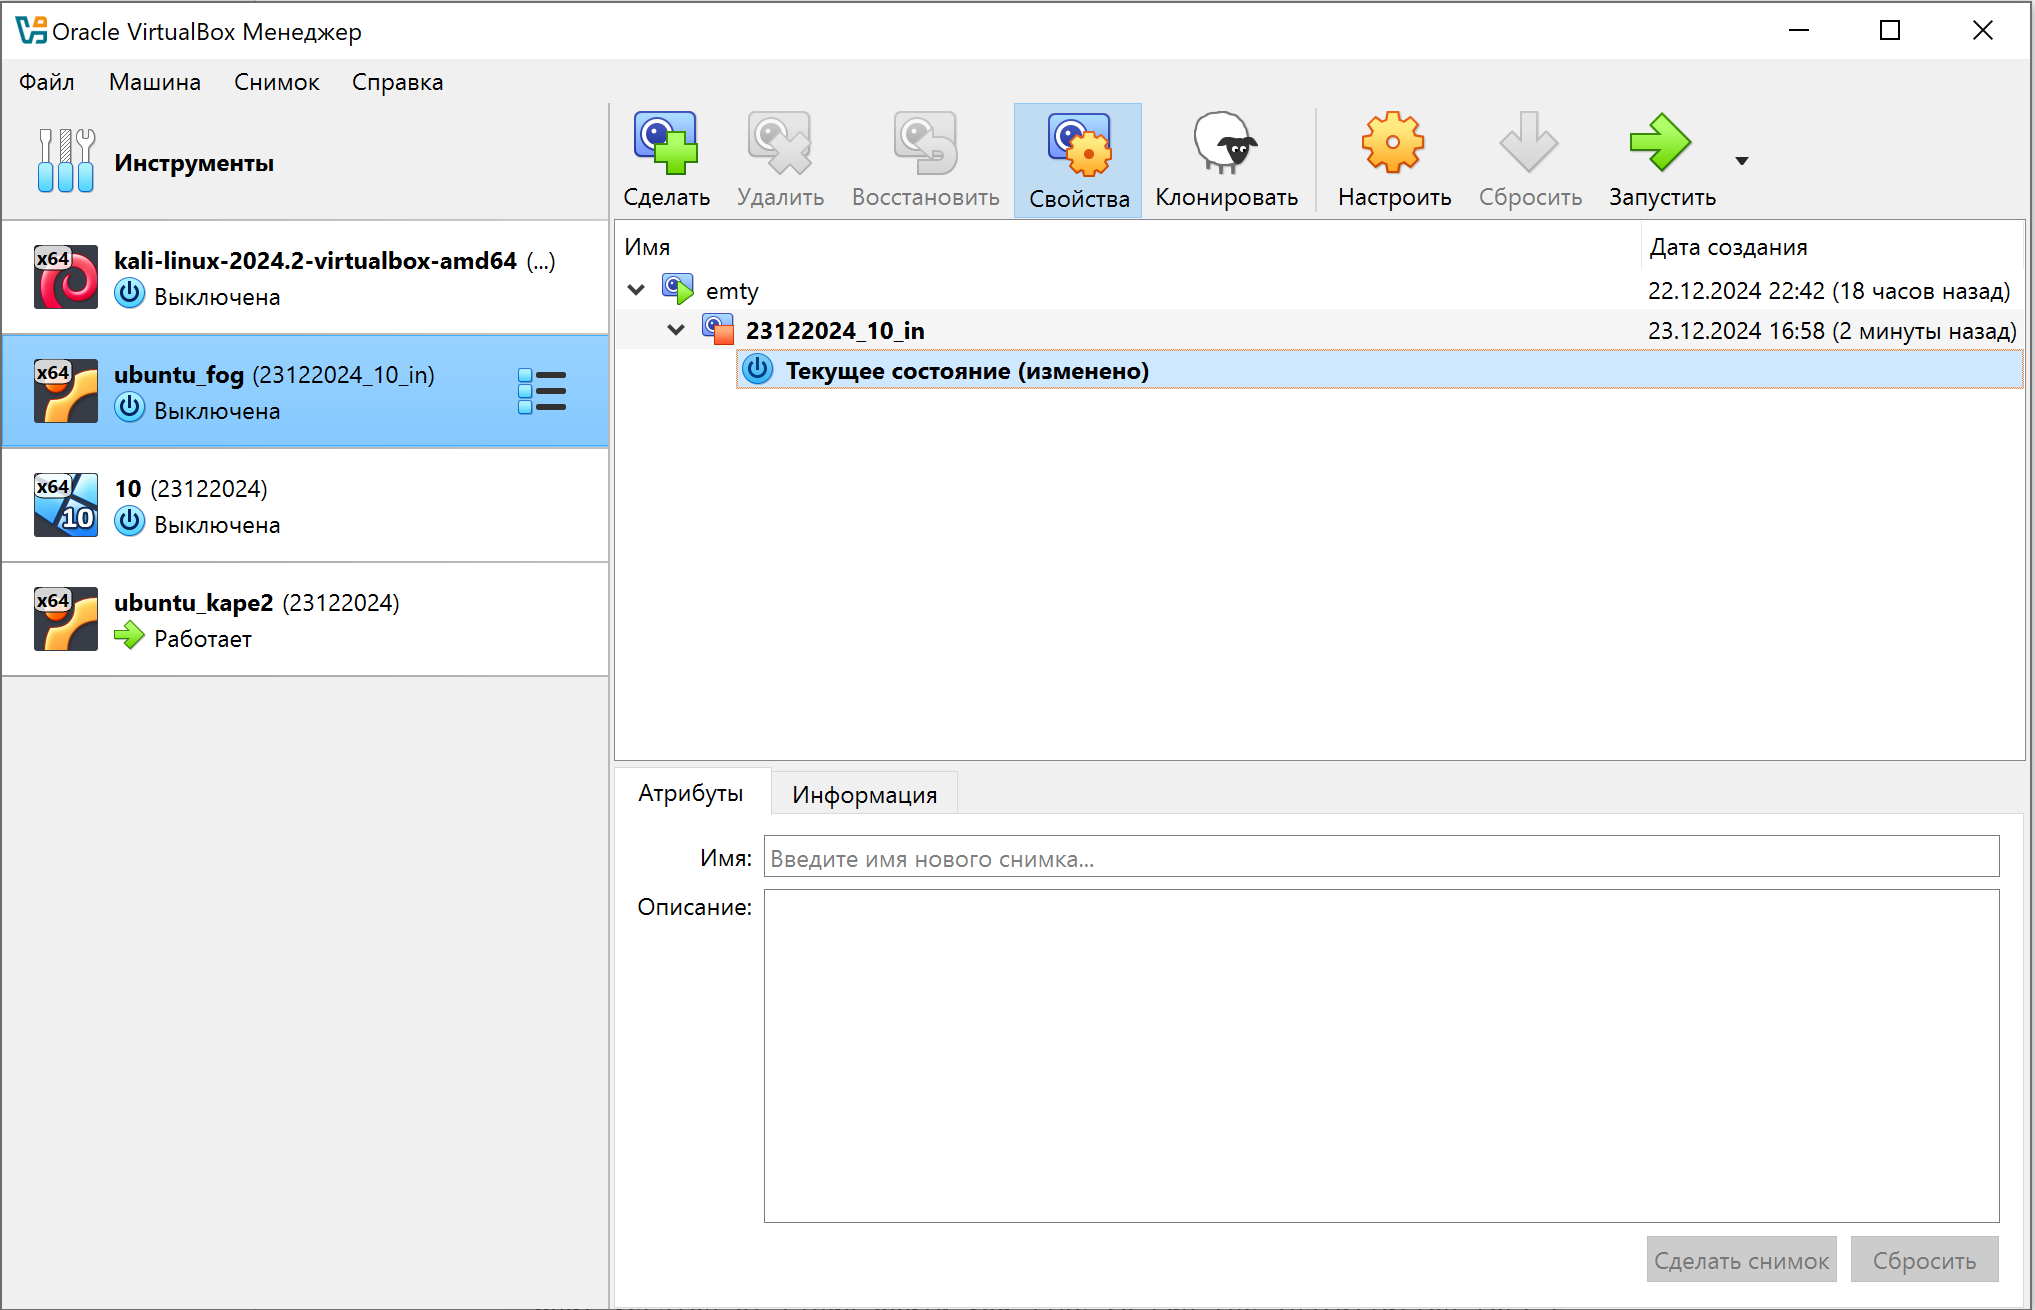 Oracle VirtualBox Менеджер
Файл Машина Снимок Справка
Инструменты
Сделать Удалить Восстановить Свойства Клонировать Настроить Сбросить Запустить
x64 kali-linux-2024.2-virtualbox-amd64 (...)
Выключена
x64 ubuntu_fog (23122024_10_in)
Выключена
x64 10 10 (23122024)
Выключена
x64 ubuntu_kape2 (23122024)
Работает
Имя Дата создания
emty 22.12.2024 22:42 (18 часов назад)
23122024_10_in 23.12.2024 16:58 (2 минуты назад)
Текущее состояние (изменено)
Атрибуты Информация
Имя: Введите имя нового снимка...
Описание:
Сделать снимок Сбросить